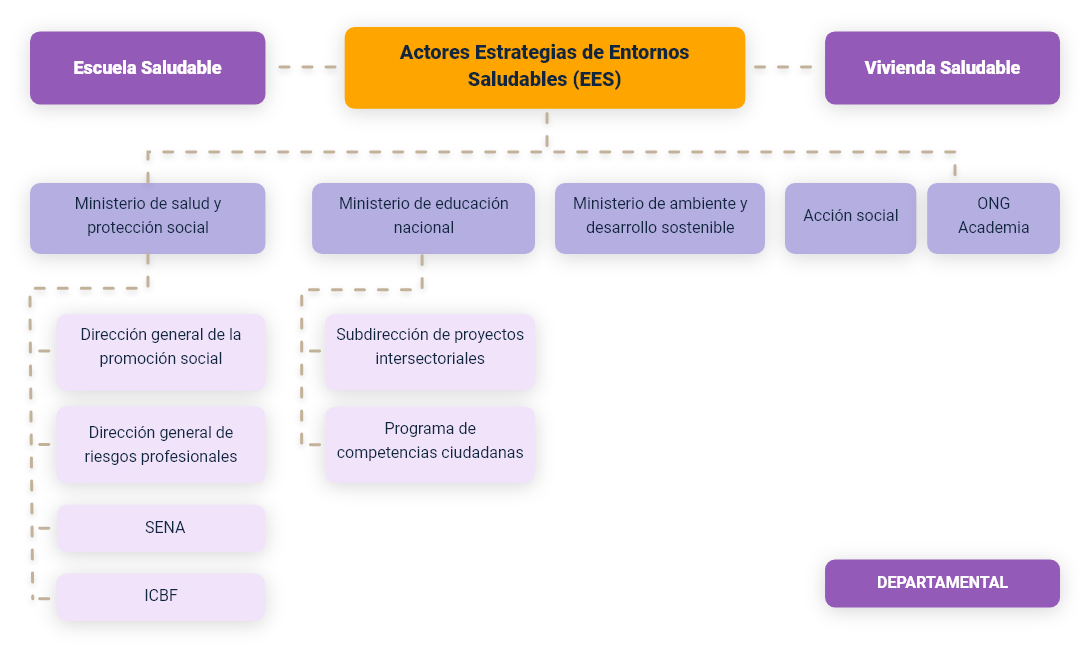 Escuela Saludable
Actores Estrategias de Entornos
Saludables (EES)
Vivienda Saludable
Ministerio de salud y
protección social
Ministerio de educación
nacional
Ministerio de ambiente y
desarrollo sostenible
Acción social
ONG
Academia
Dirección general de la
promoción social
Subdirección de proyectos
intersectoriales
Dirección general de
riesgos profesionales
Programa de
competencias ciudadanas
SENA
ICBF
DEPARTAMENTAL